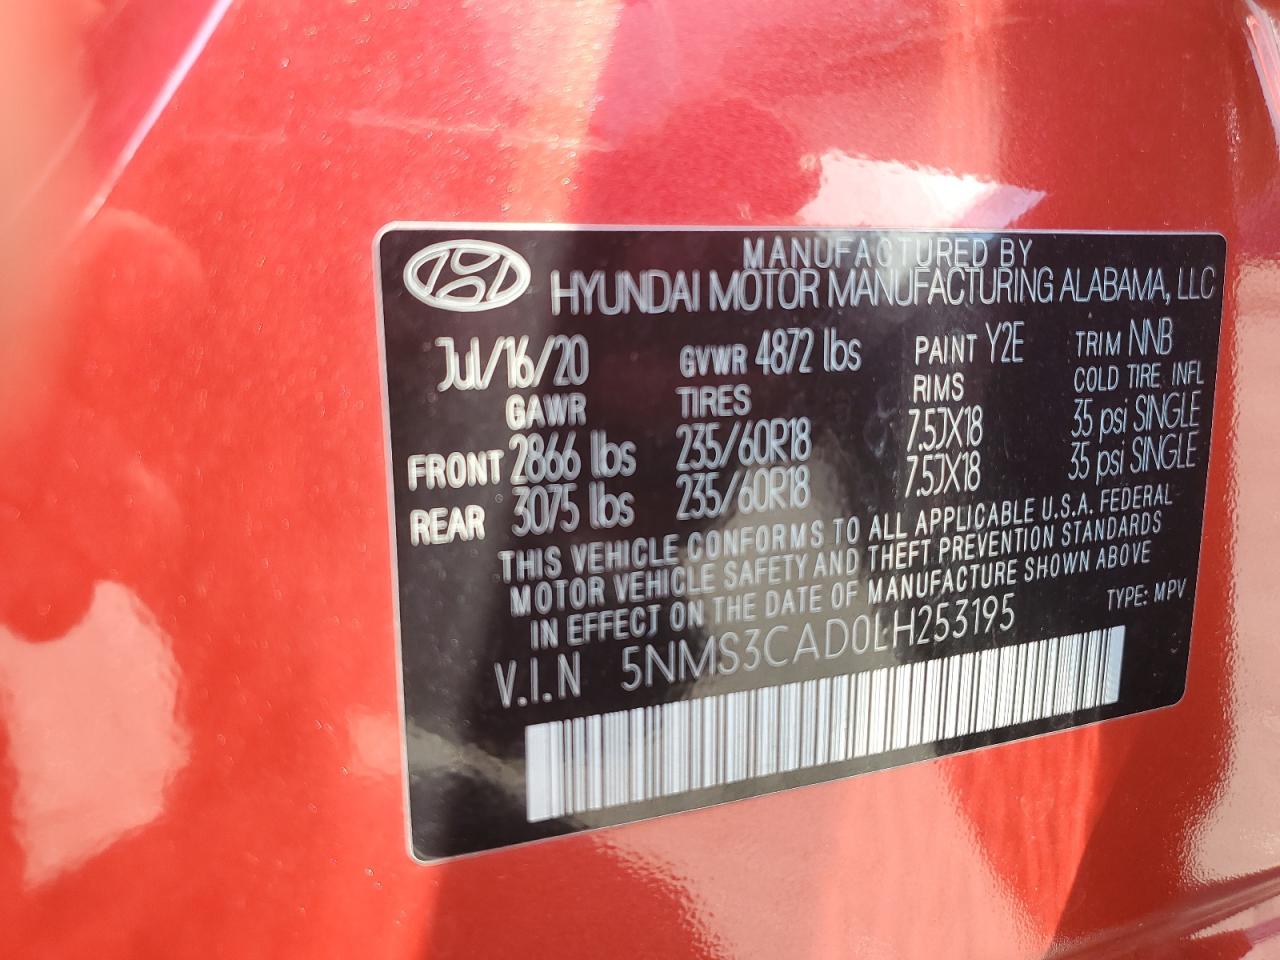 MANUFACTURED BY
HYUNDAI MOTOR MANUFACTURING ALABAMA, LLC
Jul/16/20 GVWR 4872 lbs PAINT Y2E TRIM NNB
GAWR TIRES RIMS COLD TIRE INFL
FRONT 2866 lbs 235/60R18 7.5JX18 35 psi SINGLE
REAR 3075 lbs 235/60R18 7.5JX18 35 psi SINGLE
THIS VEHICLE CONFORMS TO ALL APPLICABLE U.S.A. FEDERAL
MOTOR VEHICLE SAFETY AND THEFT PREVENTION STANDARDS
IN EFFECT ON THE DATE OF MANUFACTURE SHOWN ABOVE
V.I.N 5NMS3CAD0LH253195 TYPE: MPV